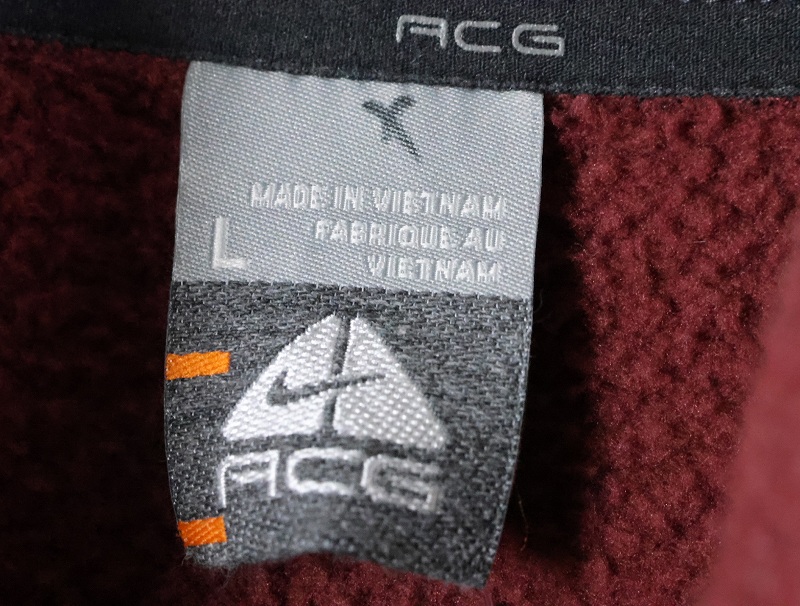 ACG
MADE IN VIETNAM
L
FABRIQUE AU
VIETNAM
ACG